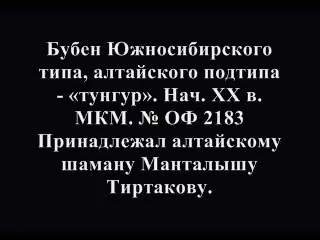 Бубен Южносибирского
типа, алтайского подтипа
- «тунгур». Нач. XX в.
МКМ. № ОФ 2183
Принадлежал алтайскому
шаману Манталышу
Тиртакову.